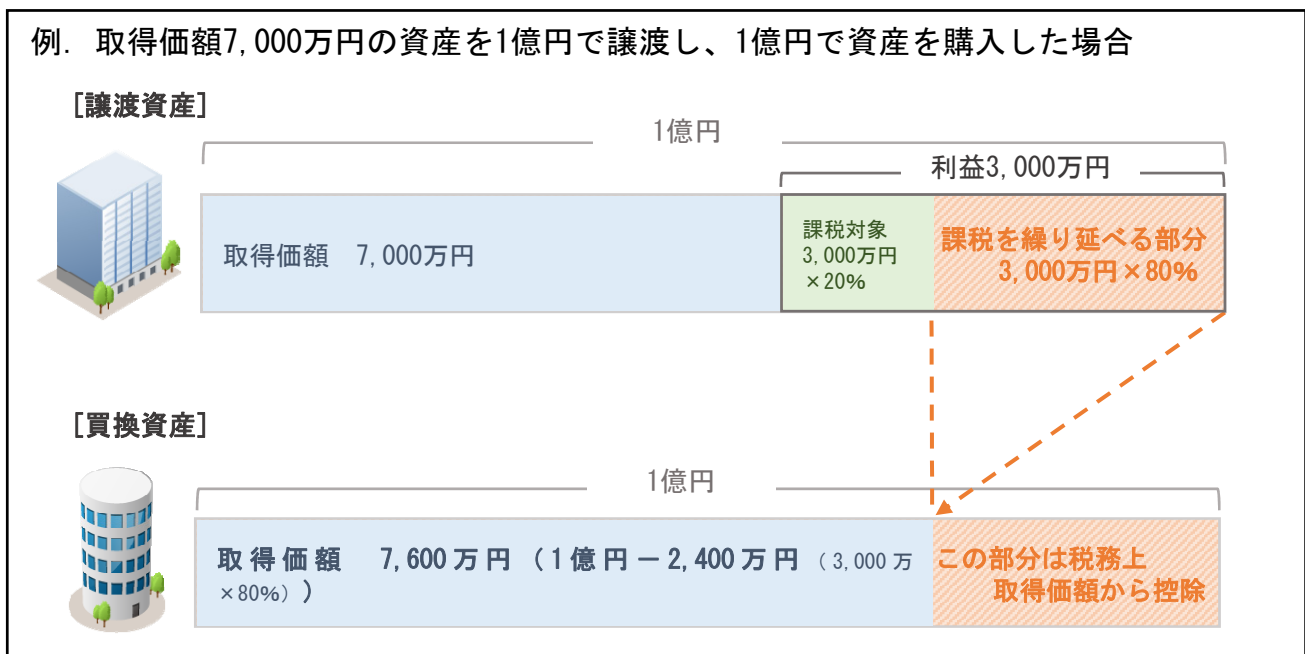 例. 取得価額7,000万円の資産を1億円で譲渡し、1億円で資産を購入した場合
[譲渡資産]
1億円
利益3,000万円
取得価額 7,000万円
課税対象
3,000万円
×20%
課税を繰り延べる部分
3,000万円×80%
[買換資産]
1億円
取得価額 7,600万円（1億円－2,400万円（3,000万
×80%））
この部分は税務上
取得価額から控除